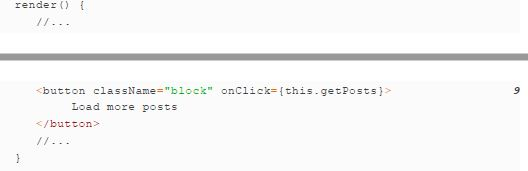 render() {
//...
<button className="block" onClick={this.getPosts}>
9
Load more posts
</button>
//...
}